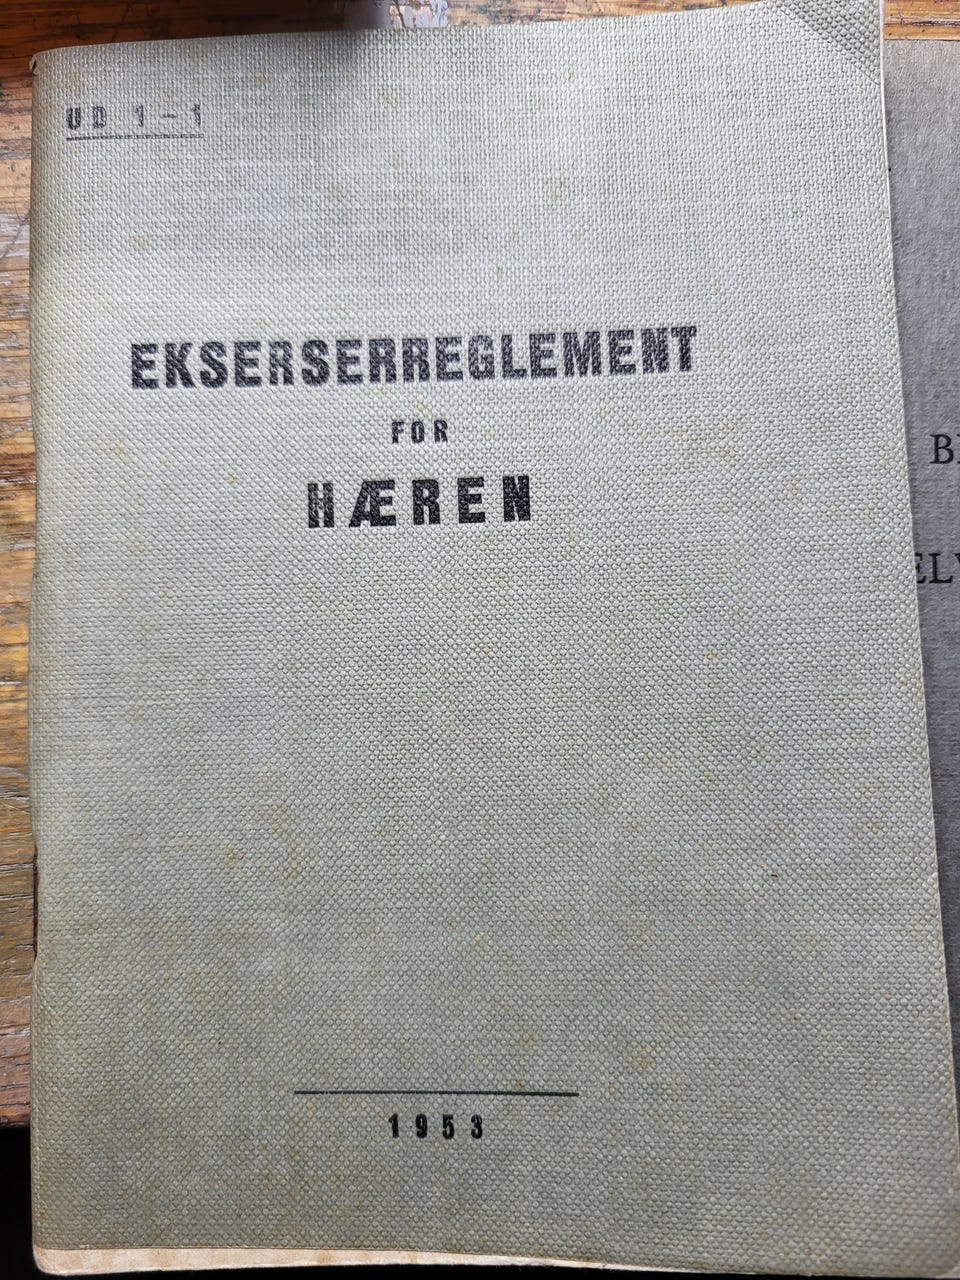 UD 1-1
EKSERSERREGLEMENT
FOR
HÆREN
1953